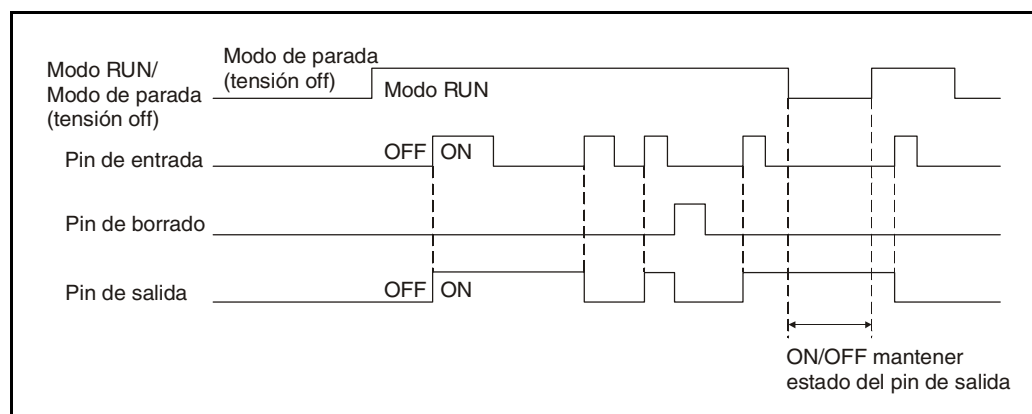 Modo RUN/
Modo de parada
(tensión off)
Modo de parada
(tensión off)
Modo RUN
Pin de entrada
OFF ON
Pin de borrado
Pin de salida
OFF ON
ON/OFF mantener
estado del pin de salida